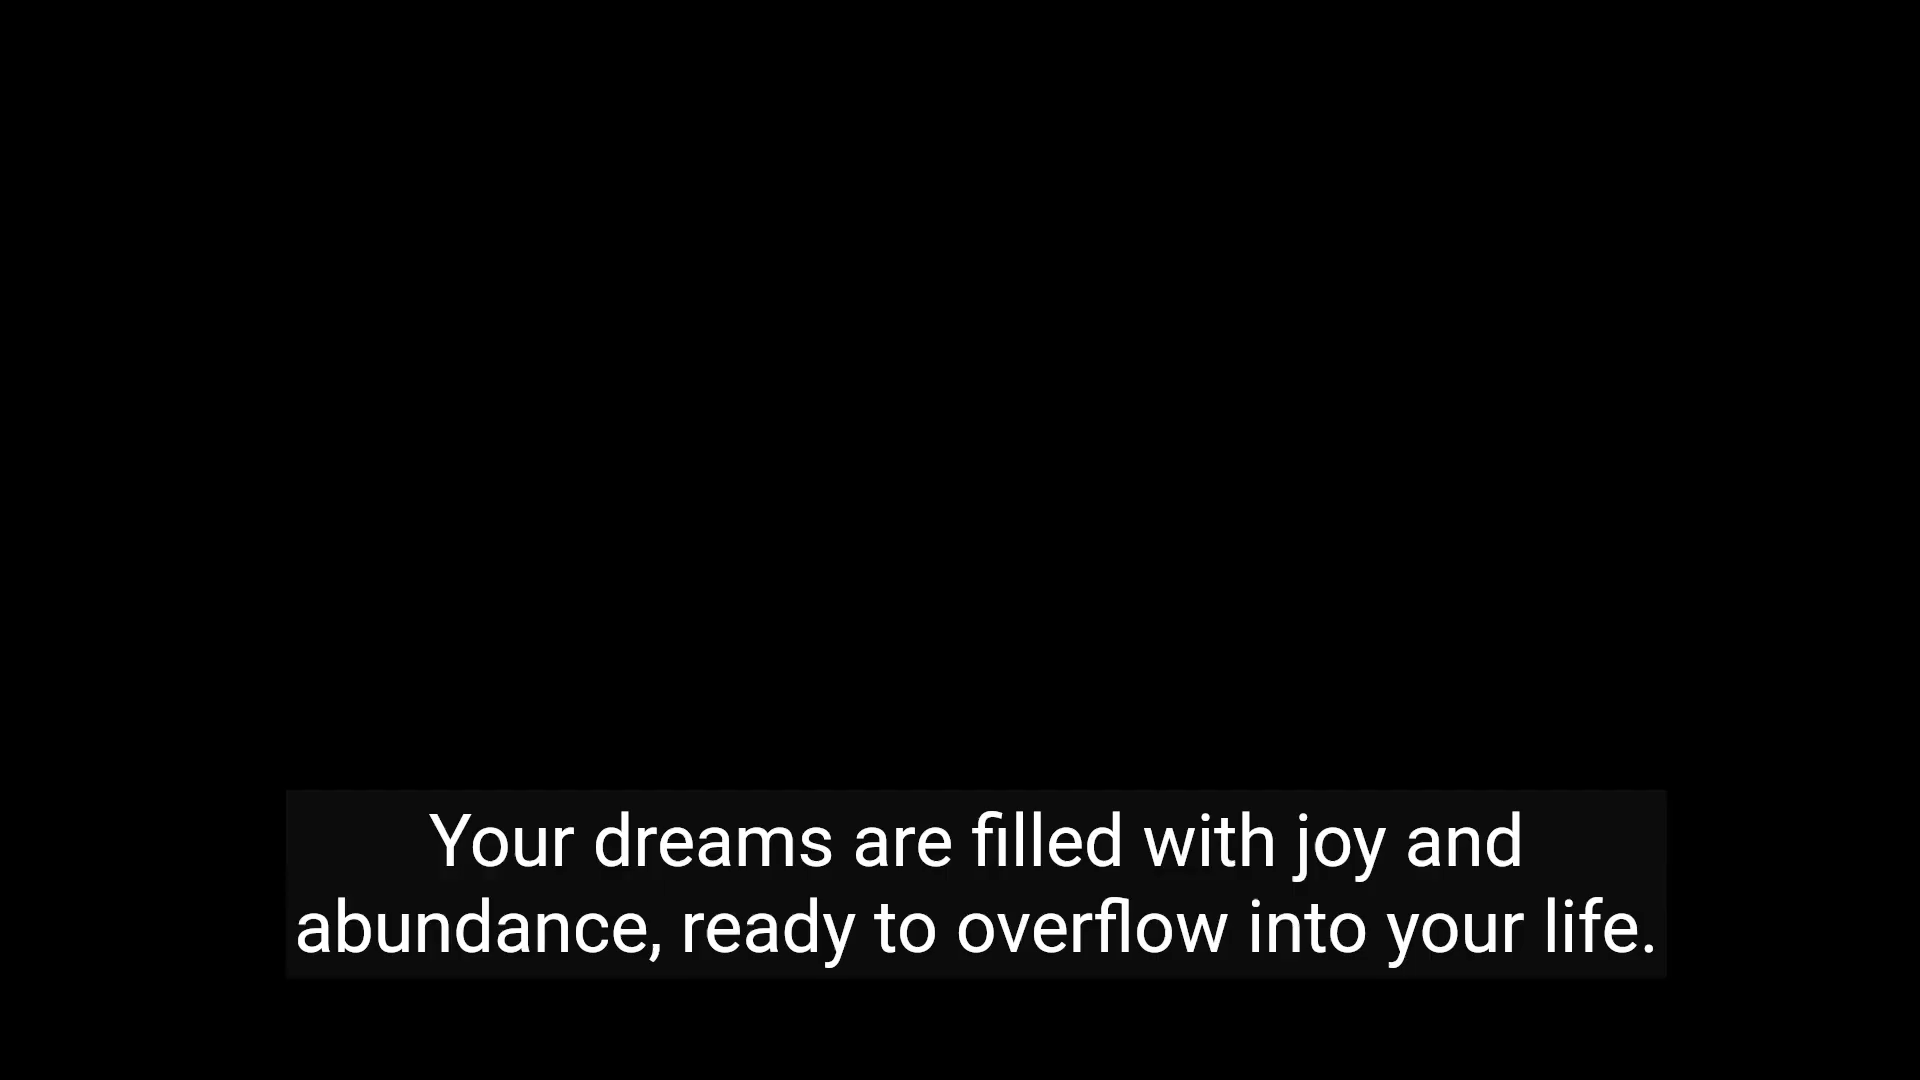 Your dreams are filled with joy and
abundance, ready to overflow into your life.